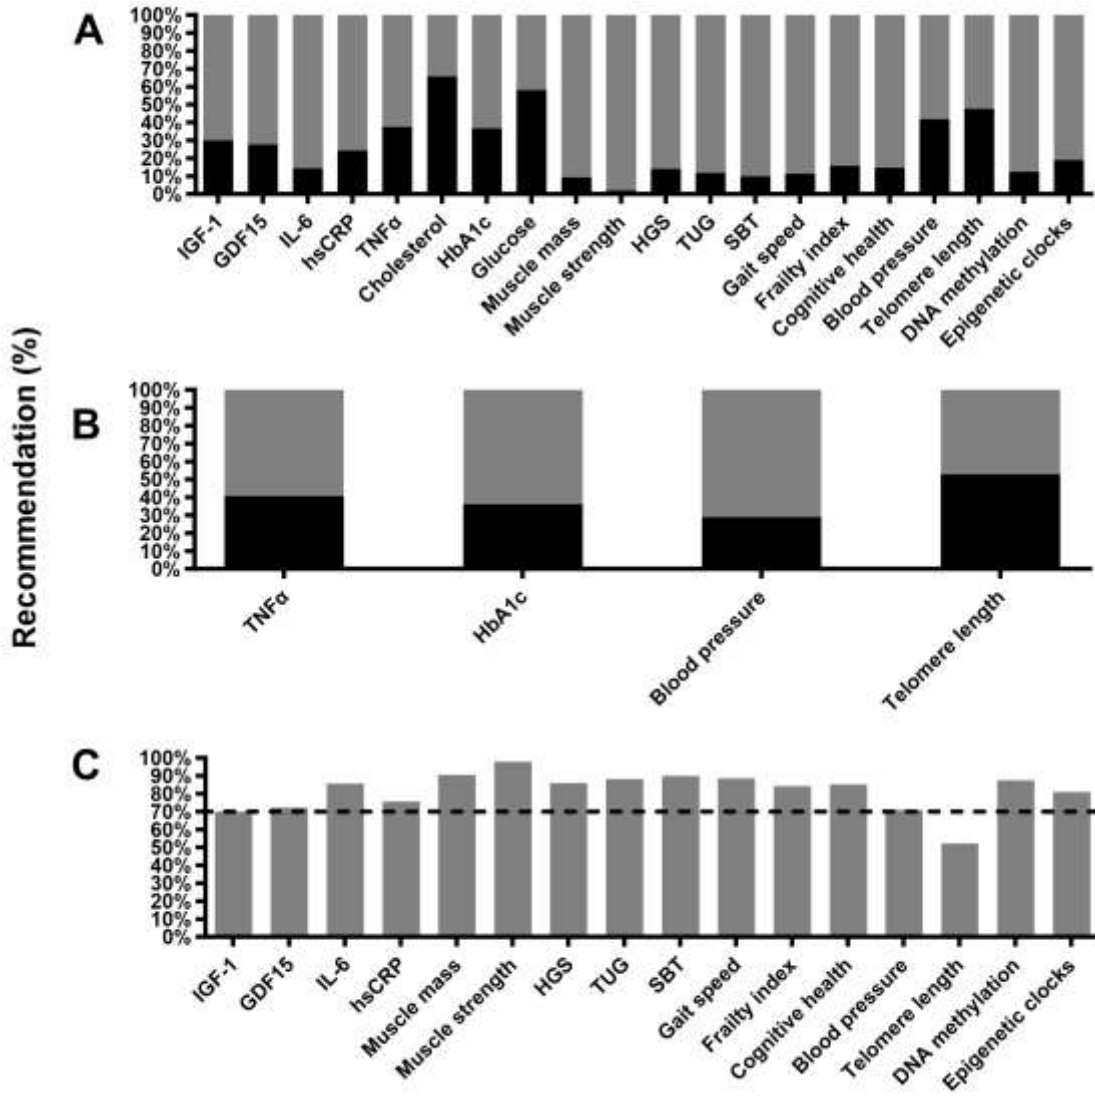 Recommendation (%)
A
100%
90%
80%
70%
60%
50%
40%
30%
20%
10%
0%
IGF-1
GDF15
IL-6
hsCRP
TNFα
Cholesterol
HbA1c
Glucose
Muscle mass
Muscle strength
HGS
TUG
SBT
Gait speed
Frailty index
Cognitive health
Blood pressure
Telomere length
DNA methylation
Epigenetic clocks
B
100%
90%
80%
70%
60%
50%
40%
30%
20%
10%
0%
TNFα
HbA1c
Blood pressure
Telomere length
C
100%
90%
80%
70%
60%
50%
40%
30%
20%
10%
0%
IGF-1
GDF15
IL-6
hsCRP
Muscle mass
Muscle strength
HGS
TUG
SBT
Gait speed
Frailty index
Cognitive health
Blood pressure
Telomere length
DNA methylation
Epigenetic clocks